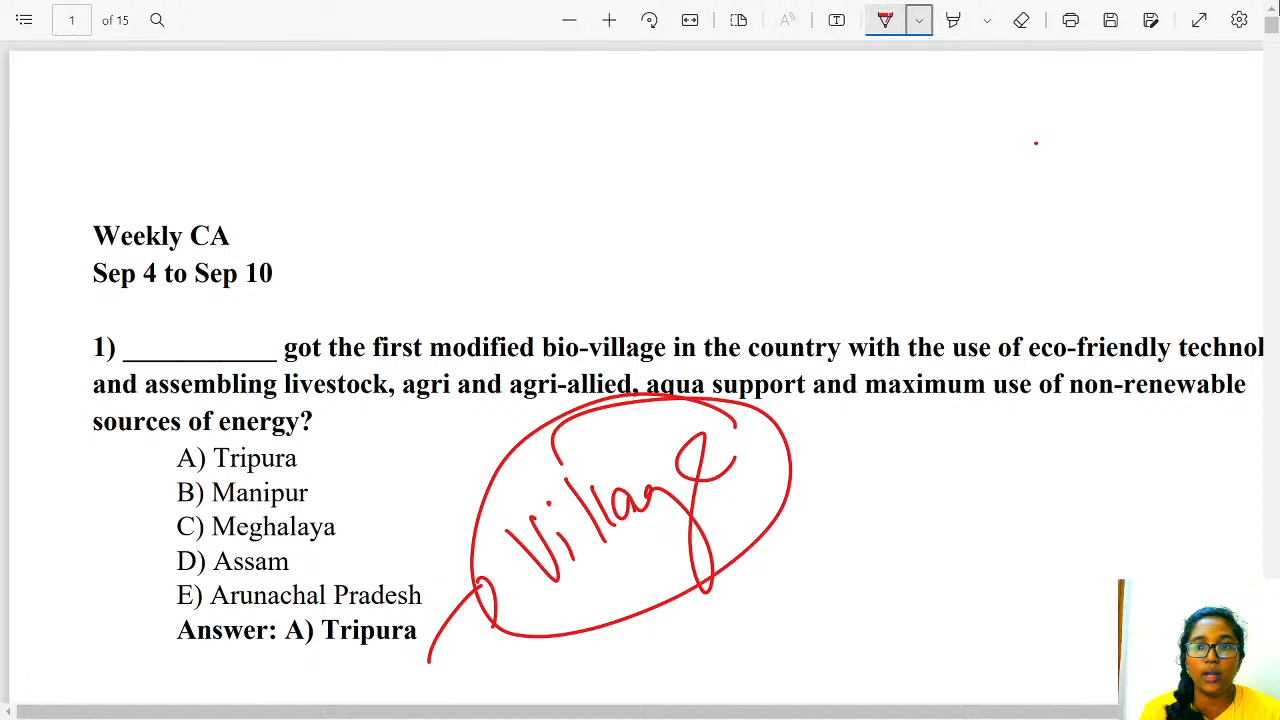 1 of 15
Weekly CA
Sep 4 to Sep 10
1) ___________ got the first modified bio-village in the country with the use of eco-friendly technol
and assembling livestock, agri and agri-allied, aqua support and maximum use of non-renewable
sources of energy?
A) Tripura
B) Manipur
C) Meghalaya
D) Assam
E) Arunachal Pradesh
Answer: A) Tripura
Village